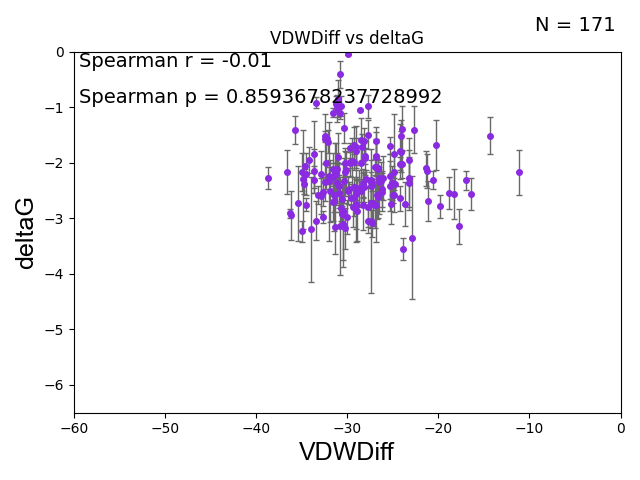 N = 171
VDWDiff vs deltaG
Spearman r = -0.01
Spearman p = 0.8593678237728992
deltaG
0
−1
−2
−3
−4
−5
−6
−60 −50 −40 −30 −20 −10 0
VDWDiff